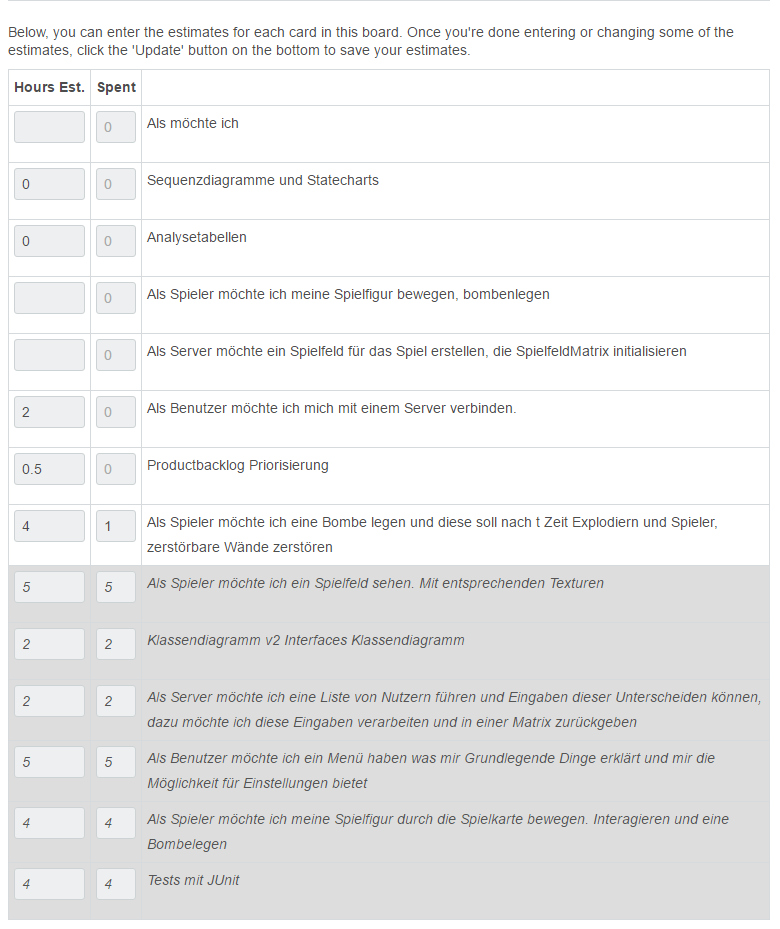 Below, you can enter the estimates for each card in this board. Once you're done entering or changing some of the
estimates, click the 'Update' button on the bottom to save your estimates.
Hours Est. Spent
0 Als möchte ich
0 0 Sequenzdiagramme und Statecharts
0 0 Analysetabellen
0 Als Spieler möchte ich meine Spielfigur bewegen, bombenlegen
0 Als Server möchte ein Spielfeld für das Spiel erstellen, die SpielfeldMatrix initialisieren
2 0 Als Benutzer möchte ich mich mit einem Server verbinden.
0.5 0 Productbacklog Priorisierung
4 1 Als Spieler möchte ich eine Bombe legen und diese soll nach t Zeit Explodiern und Spieler,
zerstörbare Wände zerstören
5 5 Als Spieler möchte ich ein Spielfeld sehen. Mit entsprechenden Texturen
2 2 Klassendiagramm v2 Interfaces Klassendiagramm
2 2 Als Server möchte ich eine Liste von Nutzern führen und Eingaben dieser Unterscheiden können,
dazu möchte ich diese Eingaben verarbeiten und in einer Matrix zurückgeben
5 5 Als Benutzer möchte ich ein Menü haben was mir Grundlegende Dinge erklärt und mir die
Möglichkeit für Einstellungen bietet
4 4 Als Spieler möchte ich meine Spielfigur durch die Spielkarte bewegen. Interagieren und eine
Bombelegen
4 4 Tests mit JUnit